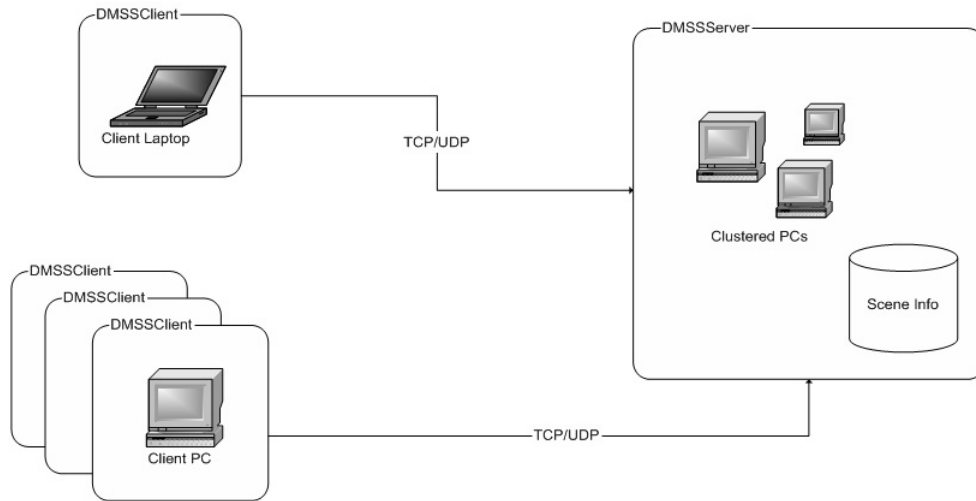 DMSSClient
Client Laptop
TCP/UDP
DMSSServer
Clustered PCs
Scene Info
DMSSClient
DMSSClient
DMSSClient
Client PC
TCP/UDP